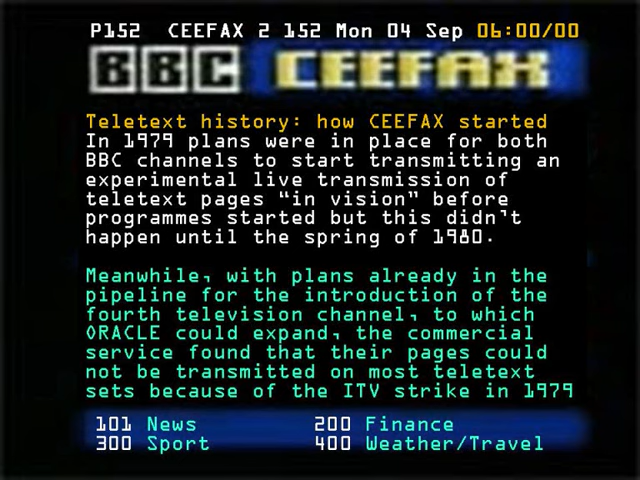 P152 CEEFAX 2 152 Mon 04 Sep 06:00/00
BBC CEEFAX
Teletext history: how CEEFAX started
In 1979 plans were in place for both
BBC channels to start transmitting an
experimental live transmission of
teletext pages “in vision” before
programmes started but this didn't
happen until the spring of 1980.
Meanwhile, with plans already in the
pipeline for the introduction of the
fourth television channel, to which
ORACLE could expand, the commercial
service found that their pages could
not be transmitted on most teletext
sets because of the ITV strike in 1979
101 News 200 Finance
300 Sport 400 Weather/Travel